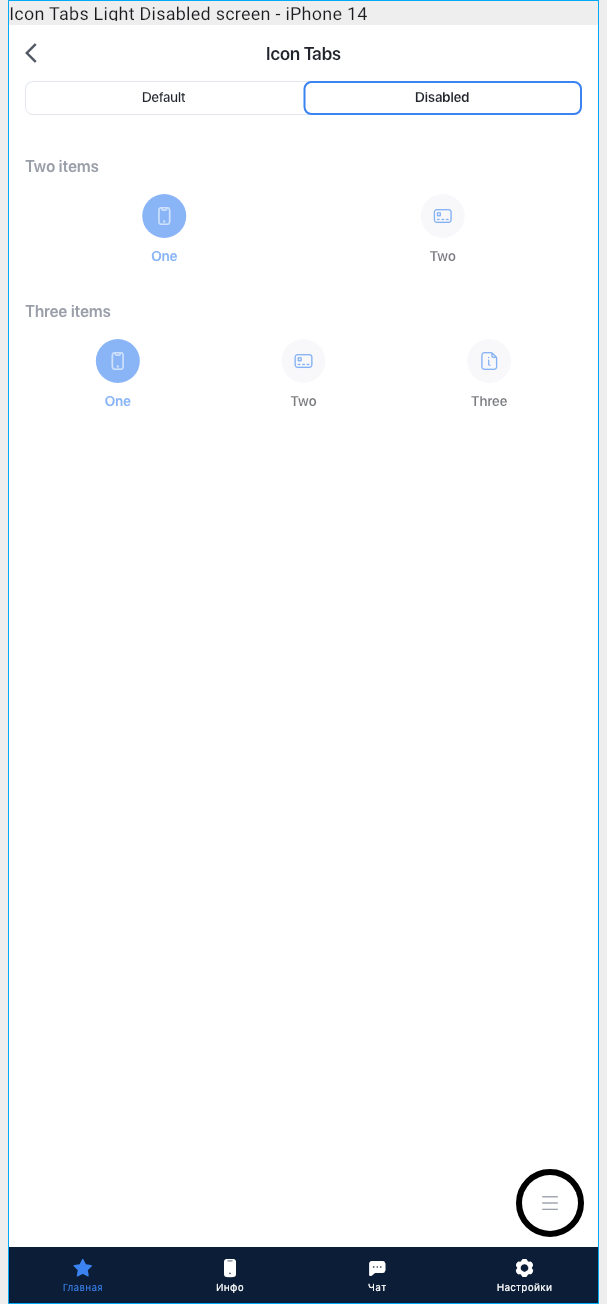 Icon Tabs Light Disabled screen - iPhone 14
Icon Tabs
Default Disabled
Two items
One Two
Three items
One Two Three
Главная Инфо Чат Настройки